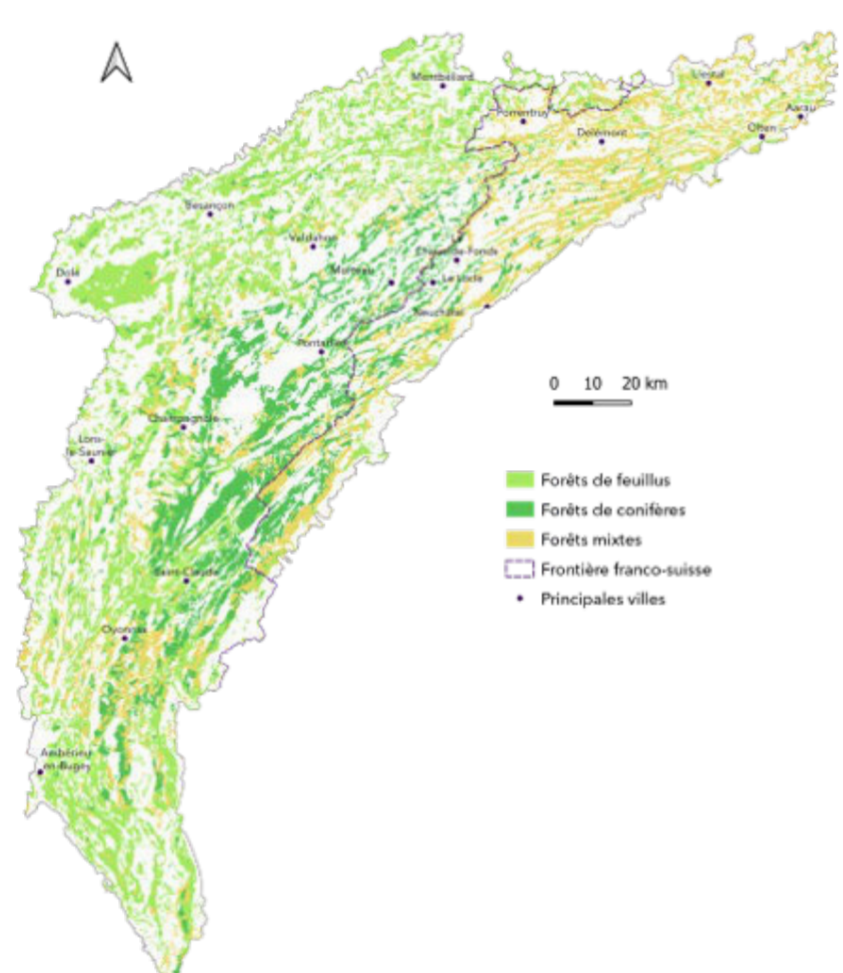 Montbéliard
Liestal
Porrentruy
Aarau
Delémont
Olten
Besançon
Valdahon
Chaux-de-Fonds
Dole
Morteau
Le Locle
Neuchâtel
Pontarlier
0 10 20 km
Champagnole
Lons-
le-Saunier
Forêts de feuillus
Forêts de conifères
Forêts mixtes
Saint-Claude
Frontière franco-suisse
Principales villes
Oyonnax
Ambérieu-
en-Bugey